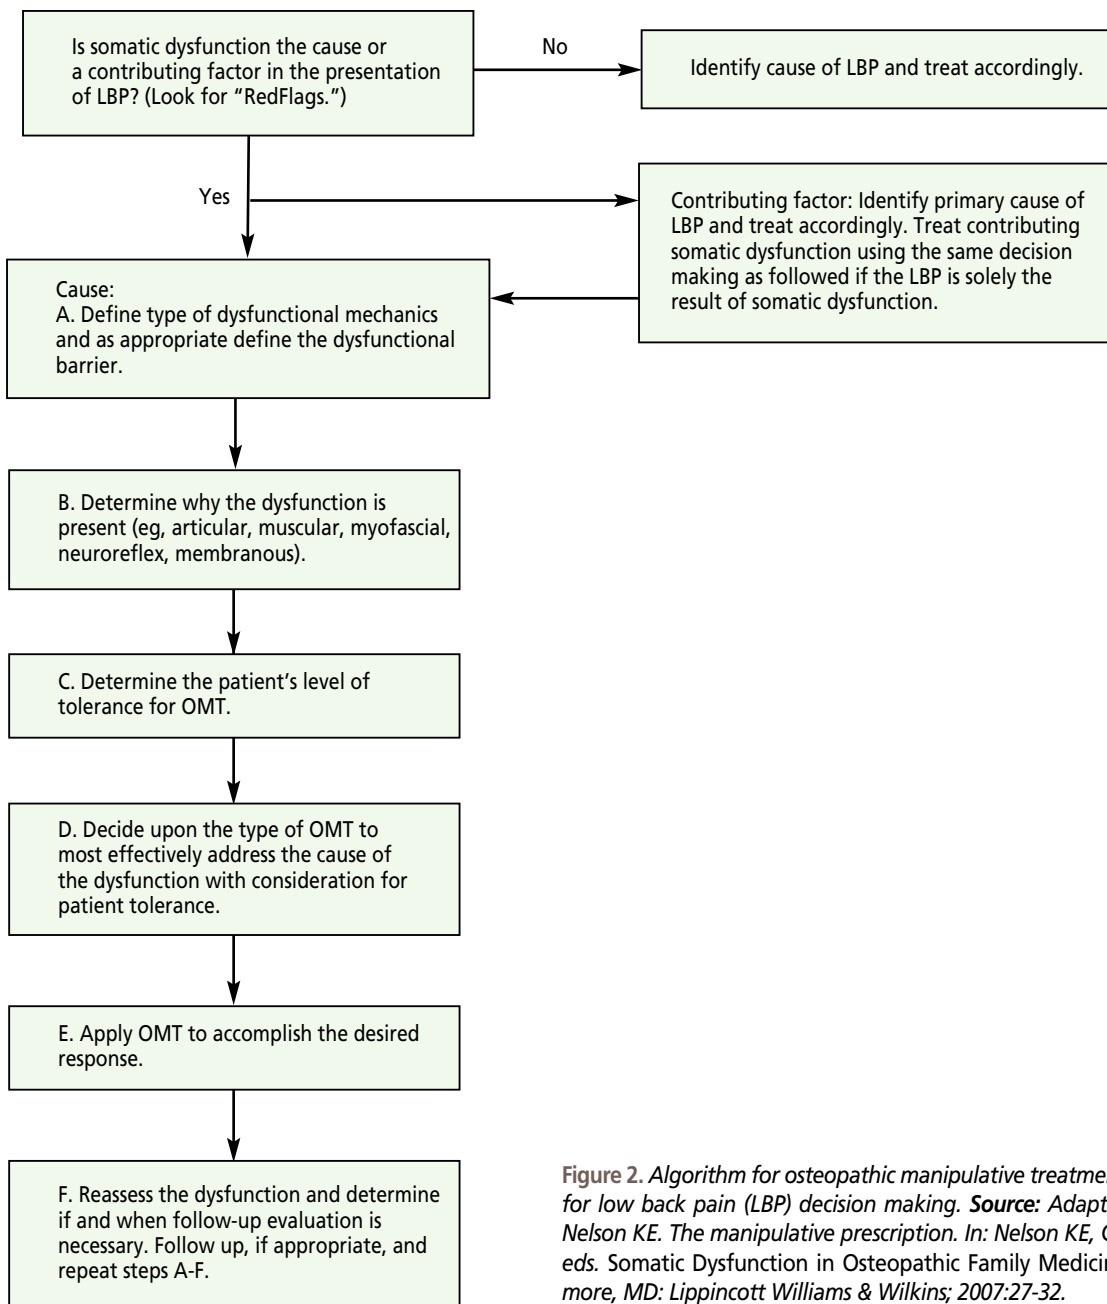 Is somatic dysfunction the cause or
a contributing factor in the presentation
of LBP? (Look for “RedFlags.”)
No
Identify cause of LBP and treat accordingly.
Yes
Contributing factor: Identify primary cause of
LBP and treat accordingly. Treat contributing
somatic dysfunction using the same decision
making as followed if the LBP is solely the
result of somatic dysfunction.
Cause:
A. Define type of dysfunctional mechanics
and as appropriate define the dysfunctional
barrier.
B. Determine why the dysfunction is
present (eg, articular, muscular, myofascial,
neuroreflex, membranous).
C. Determine the patient’s level of
tolerance for OMT.
D. Decide upon the type of OMT to
most effectively address the cause of
the dysfunction with consideration for
patient tolerance.
E. Apply OMT to accomplish the desired
response.
F. Reassess the dysfunction and determine
if and when follow-up evaluation is
necessary. Follow up, if appropriate, and
repeat steps A-F.
Figure 2. Algorithm for osteopathic manipulative
for low back pain (LBP) decision making. Source:
Nelson KE. The manipulative prescription. In: Nelson KE,
eds. Somatic Dysfunction in Osteopathic Family
more, MD: Lippincott Williams & Wilkins; 2007:27-32.